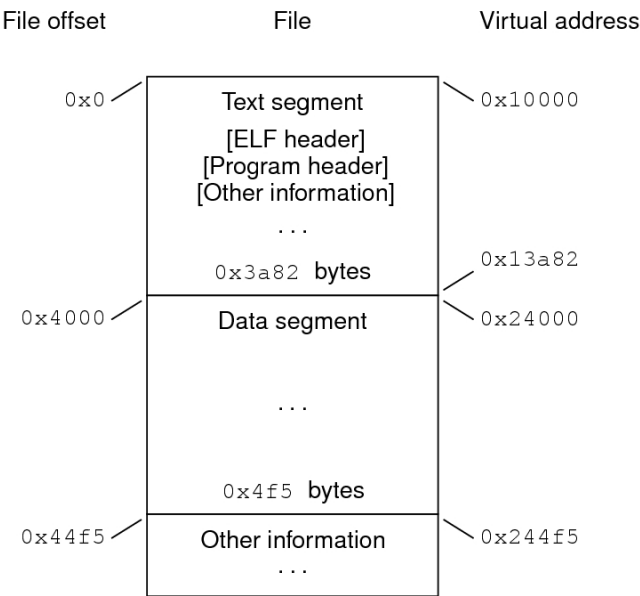 File offset File Virtual address
0x0 Text segment 0x10000
[ELF header]
[Program header]
[Other information]
...
0x3a82 bytes 0x13a82
0x4000 Data segment 0x24000
...
0x4f5 bytes
0x44f5 Other information 0x244f5
...